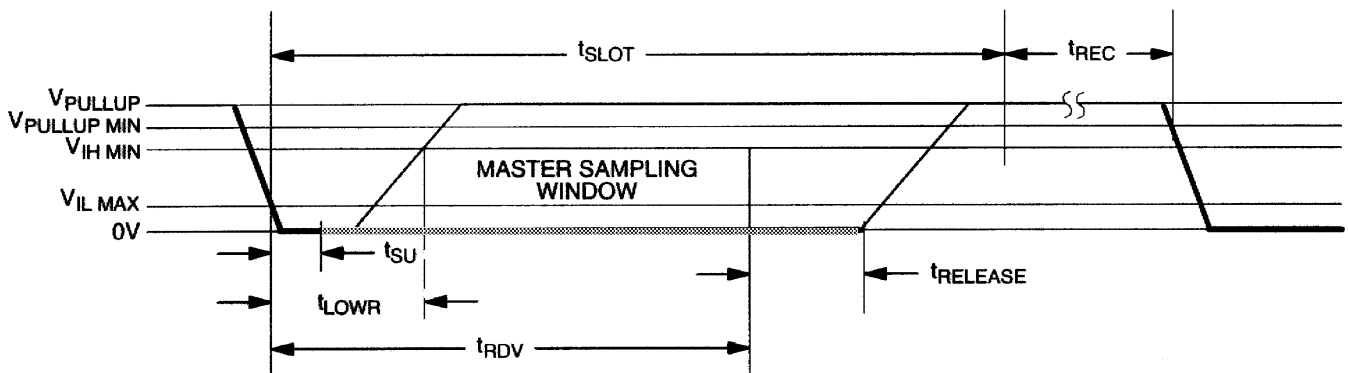 tSLOT
tREC
VPULLUP
VPULLUP MIN
VIH MIN
MASTER SAMPLING
WINDOW
VIL MAX
0V
tSU
tRELEASE
tLOWR
tRDV